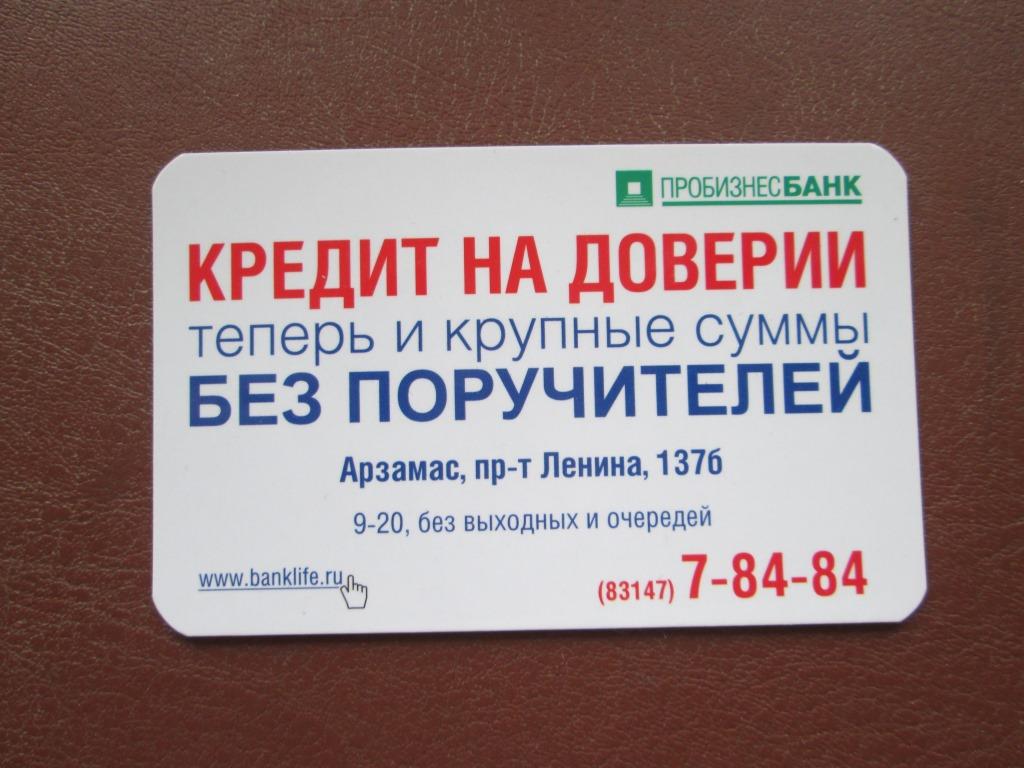 ПРОБИЗНЕСБАНК
КРЕДИТ НА ДОВЕРИИ
теперь и крупные суммы
БЕЗ ПОРУЧИТЕЛЕЙ
Арзамас, пр-т Ленина, 137б
9-20, без выходных и очередей
www.banklife.ru
(83147) 7-84-84